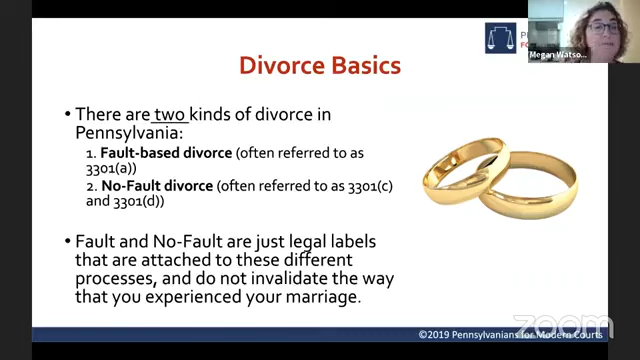 Divorce Basics
Megan Watso...
• There are two kinds of divorce in
Pennsylvania:
1. Fault-based divorce (often referred to as
3301(a))
2. No-Fault divorce (often referred to as 3301(c)
and 3301(d))
• Fault and No-Fault are just legal labels
that are attached to these different
processes, and do not invalidate the way
that you experienced your marriage.
©2019 Pennsylvanians for Modern Courts
zoom